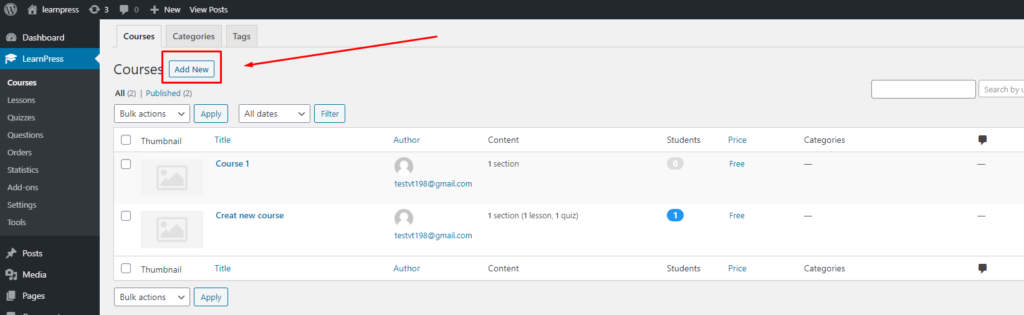 learnpress 3 0 New View Posts
Dashboard
LearnPress
Courses
Lessons
Quizzes
Questions
Orders
Statistics
Add-ons
Settings
Tools
Posts
Media
Pages
Courses Categories Tags
Courses Add New
All (2) | Published (2)
Search by u
Bulk actions Apply All dates Filter
Thumbnail Title Author Content Students Price Categories
Course 1 testvt198@gmail.com 1 section 0 Free — —
Creat new course testvt198@gmail.com 1 section (1 lesson, 1 quiz) 1 Free — —
Thumbnail Title Author Content Students Price Categories
Bulk actions Apply